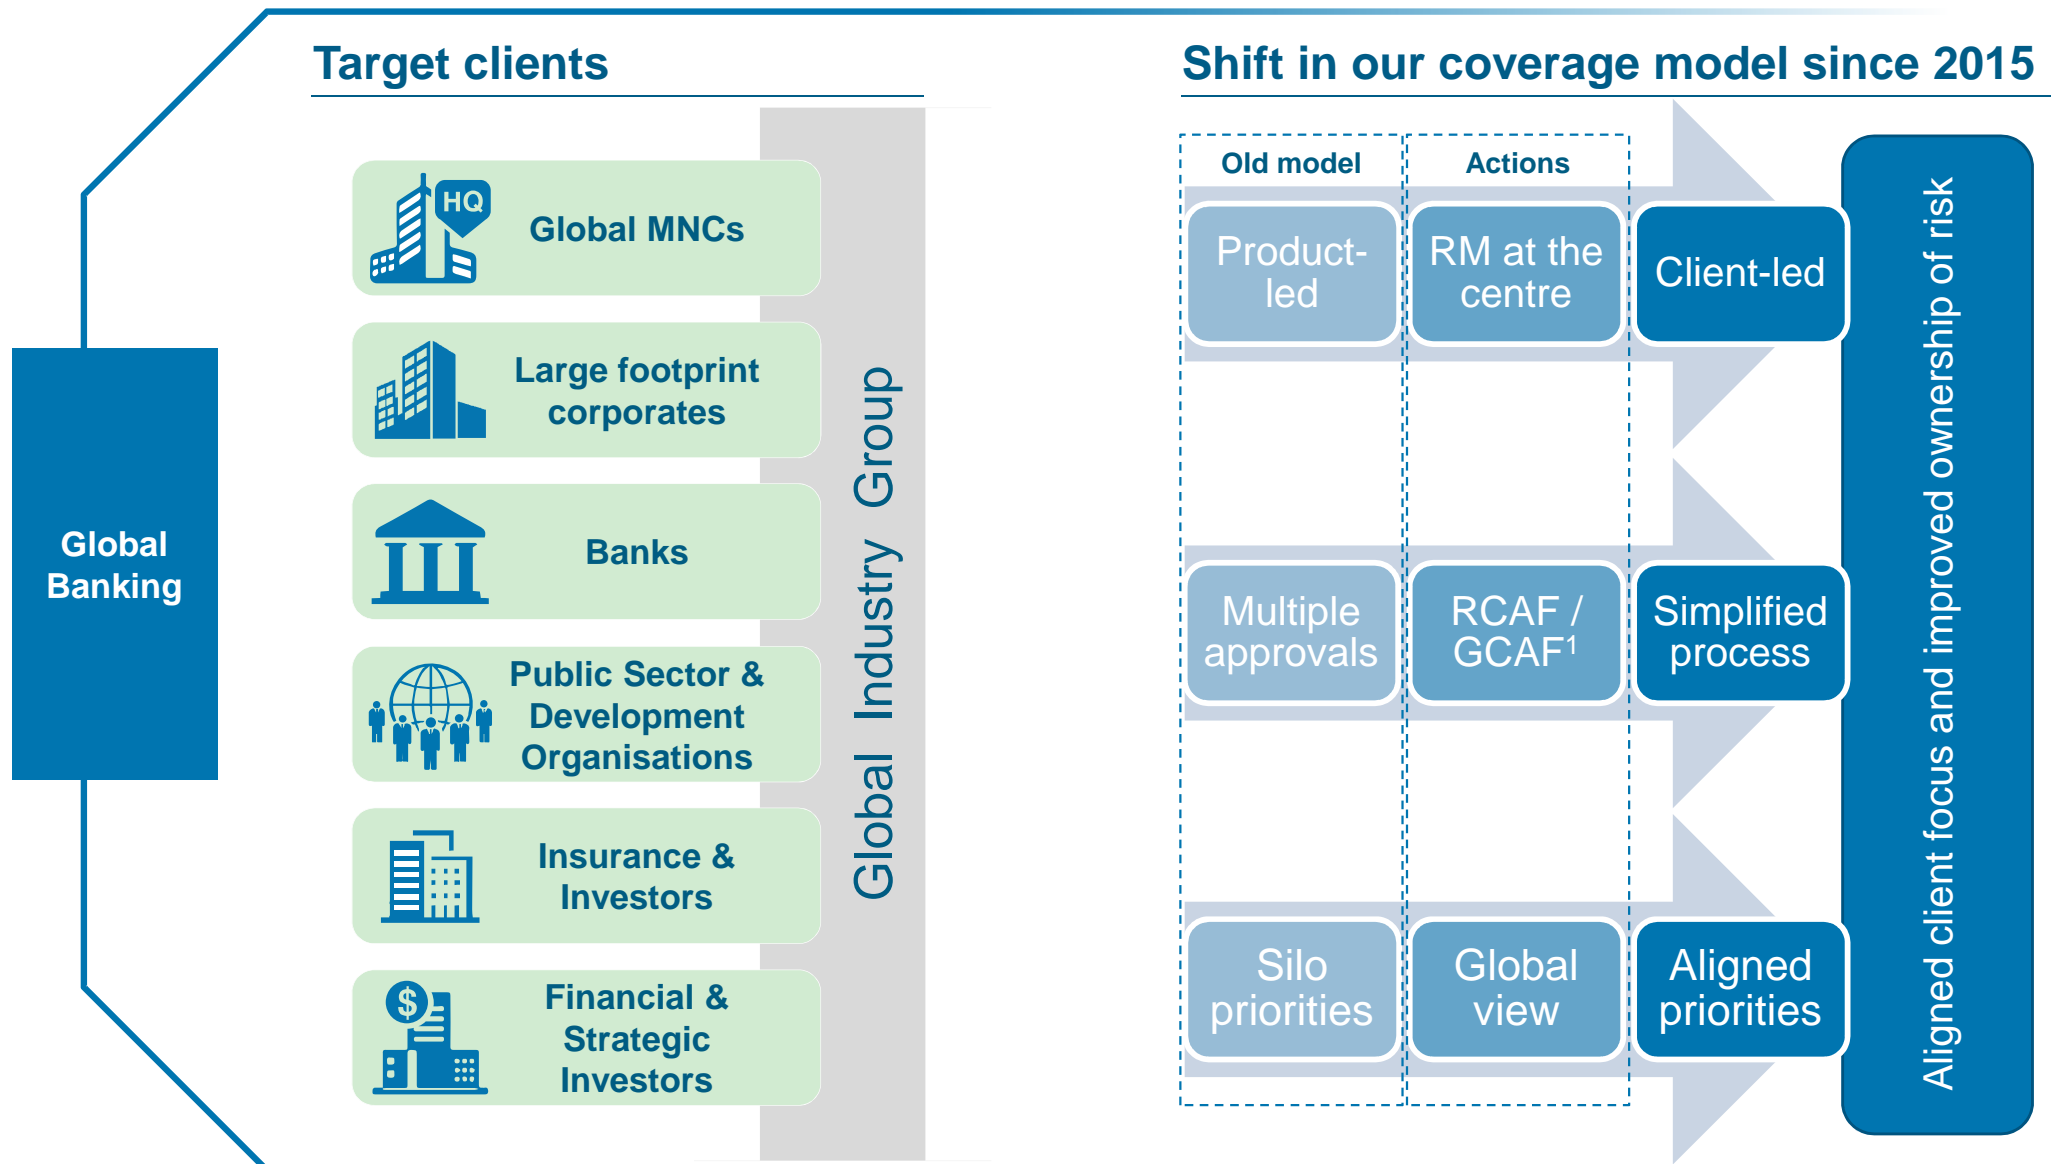 Target clients
Shift in our coverage model since 2015
Global
Banking
HQ
Global MNCs
Large footprint
corporates
Banks
Public Sector &
Development
Organisations
Insurance &
Investors
$
Financial &
Strategic
Investors
Global Industry Group
Old model
Actions
Product-
led
RM at the
centre
Client-led
Multiple
approvals
RCAF /
GCAF¹
Simplified
process
Silo
priorities
Global
view
Aligned
priorities
Aligned client focus and improved ownership of risk